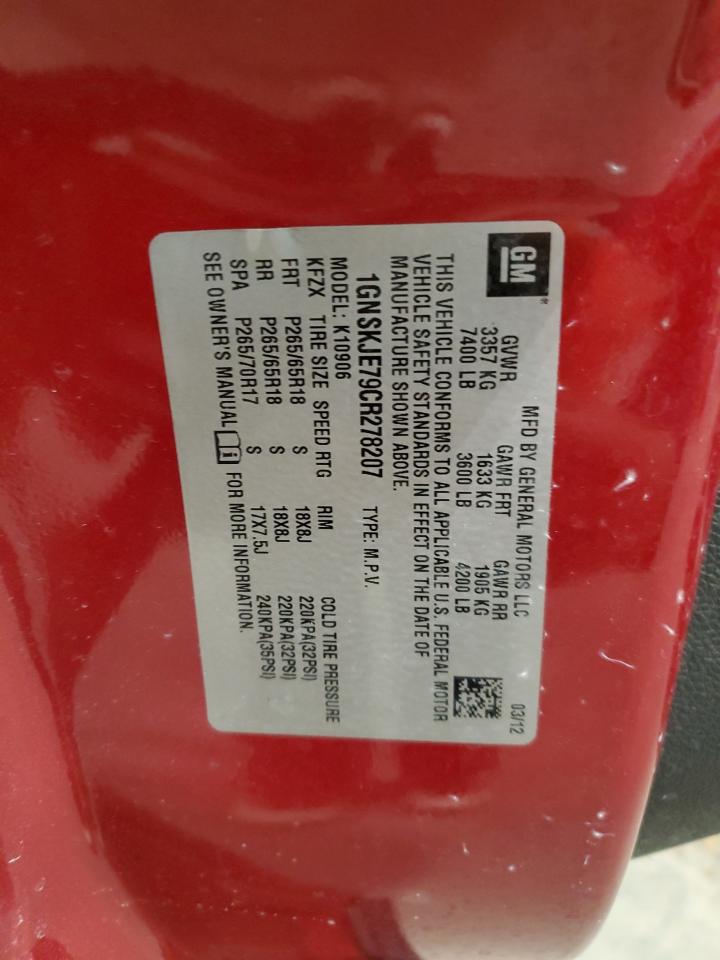 GM
MFD BY GENERAL MOTORS LLC 03/12
GVWR GAWR FRT GAWR RR
3357 KG 1633 KG 1905 KG
7400 LB 3600 LB 4200 LB
THIS VEHICLE CONFORMS TO ALL APPLICABLE U.S. FEDERAL MOTOR
VEHICLE SAFETY STANDARDS IN EFFECT ON THE DATE OF
MANUFACTURE SHOWN ABOVE.
1GNSKJE79CR278207 TYPE: M.P.V.
MODEL: K10906
KFZX TIRE SIZE SPEED RTG RIM COLD TIRE PRESSURE
FRT P265/65R18 S 18X8J 220KPA(32PSI)
RR P265/65R18 S 18X8J 220KPA(32PSI)
SPA P265/70R17 S 17X7.5J 240KPA(35PSI)
SEE OWNER'S MANUAL i FOR MORE INFORMATION.